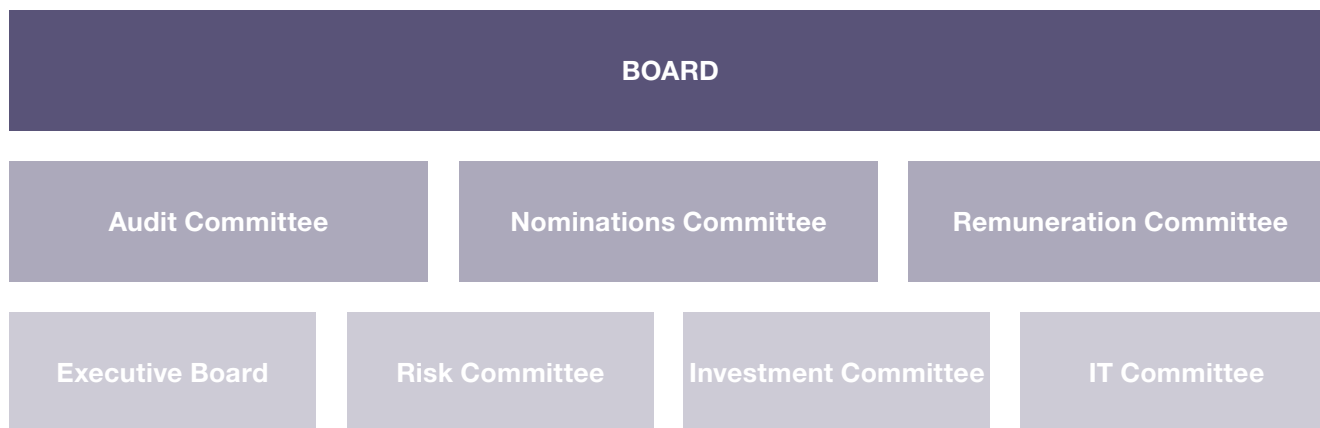 BOARD
Audit Committee
Nominations Committee
Remuneration Committee
Executive Board
Risk Committee
Investment Committee
IT Committee